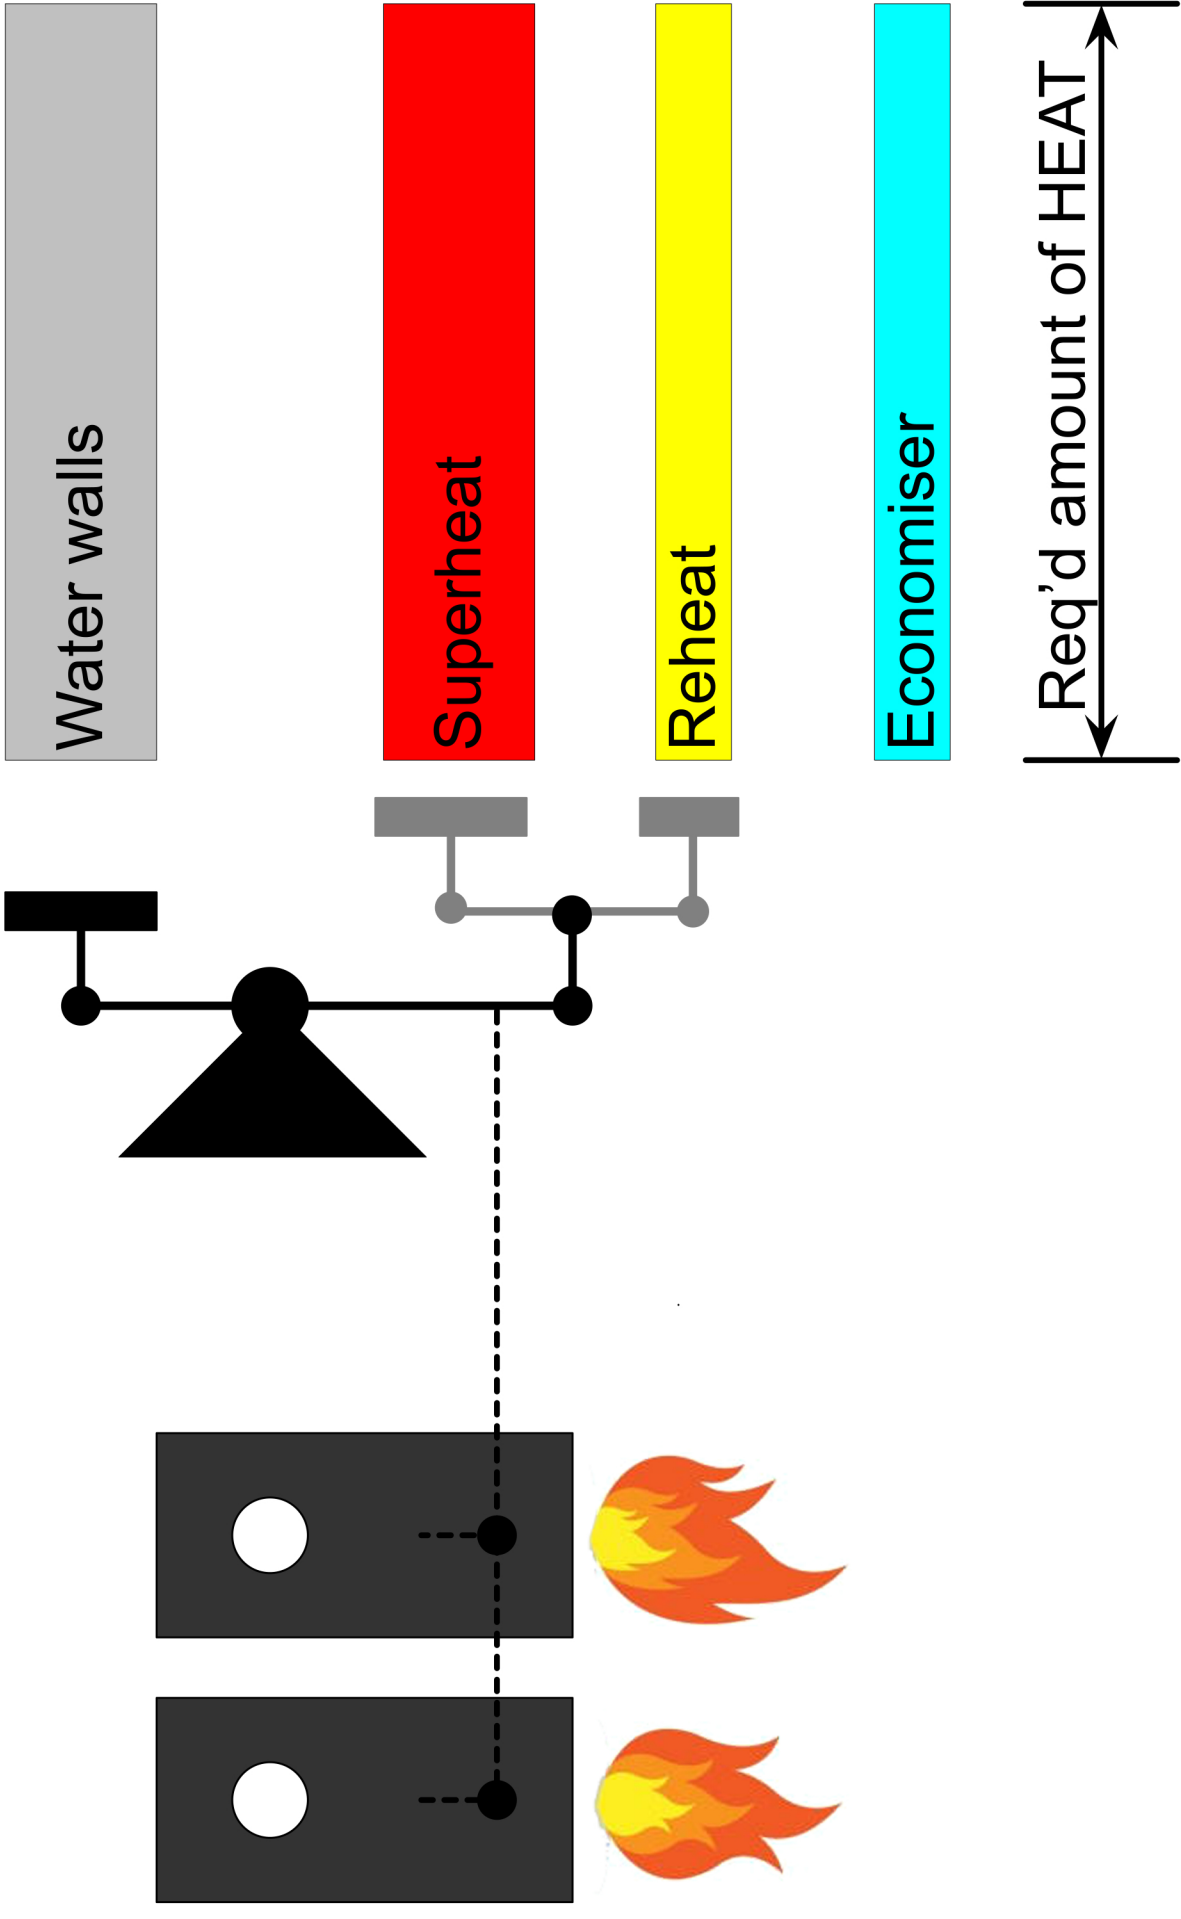 Water walls
Superheat
Reheat
Economiser
Req’d amount of HEAT